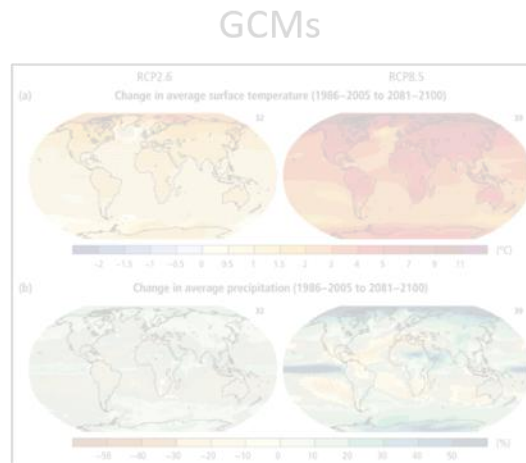 GCMs
RCP2.6 RCP8.5
(a) Change in average surface temperature (1986–2005 to 2081–2100)
32 39
−2 −1.5 −1 −0.5 0 0.5 1 1.5 2 3 4 5 7 9 11 (°C)
(b) Change in average precipitation (1986–2005 to 2081–2100)
32 39
−50 −40 −30 −20 −10 0 10 20 30 40 50 (%)